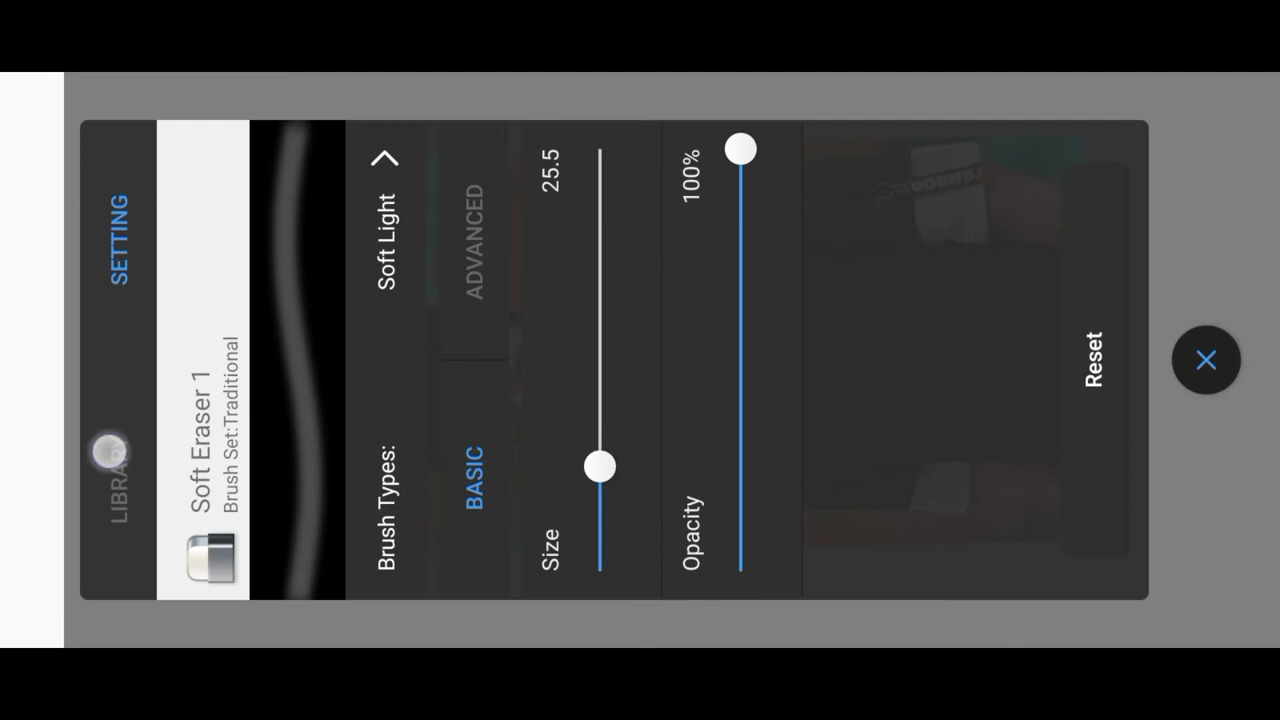 LIBRARY SETTING
Soft Eraser 1
Brush Set:Traditional
Brush Types: Soft Light
BASIC ADVANCED
Size 25.5
Opacity 100%
Reset